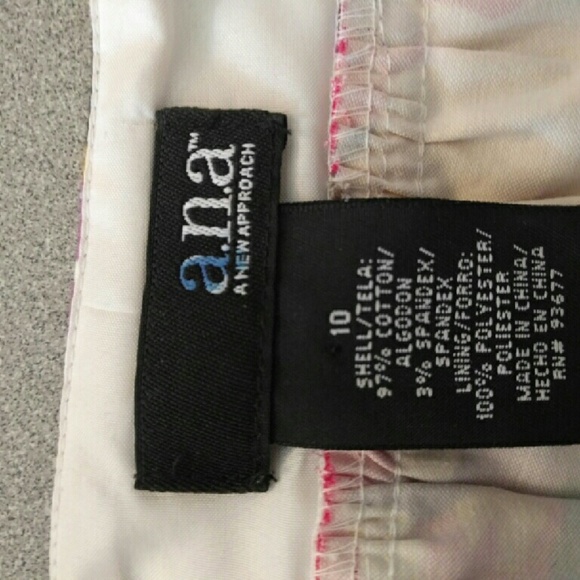 a.n.a™
A NEW APPROACH
10
SHELL/TELA:
97% COTTON/
ALGODON
3% SPANDEX/
SPANDEX
LINING/FORRO:
100% POLYESTER/
POLIESTER
MADE IN CHINA/
HECHO EN CHINA
RN# 93677